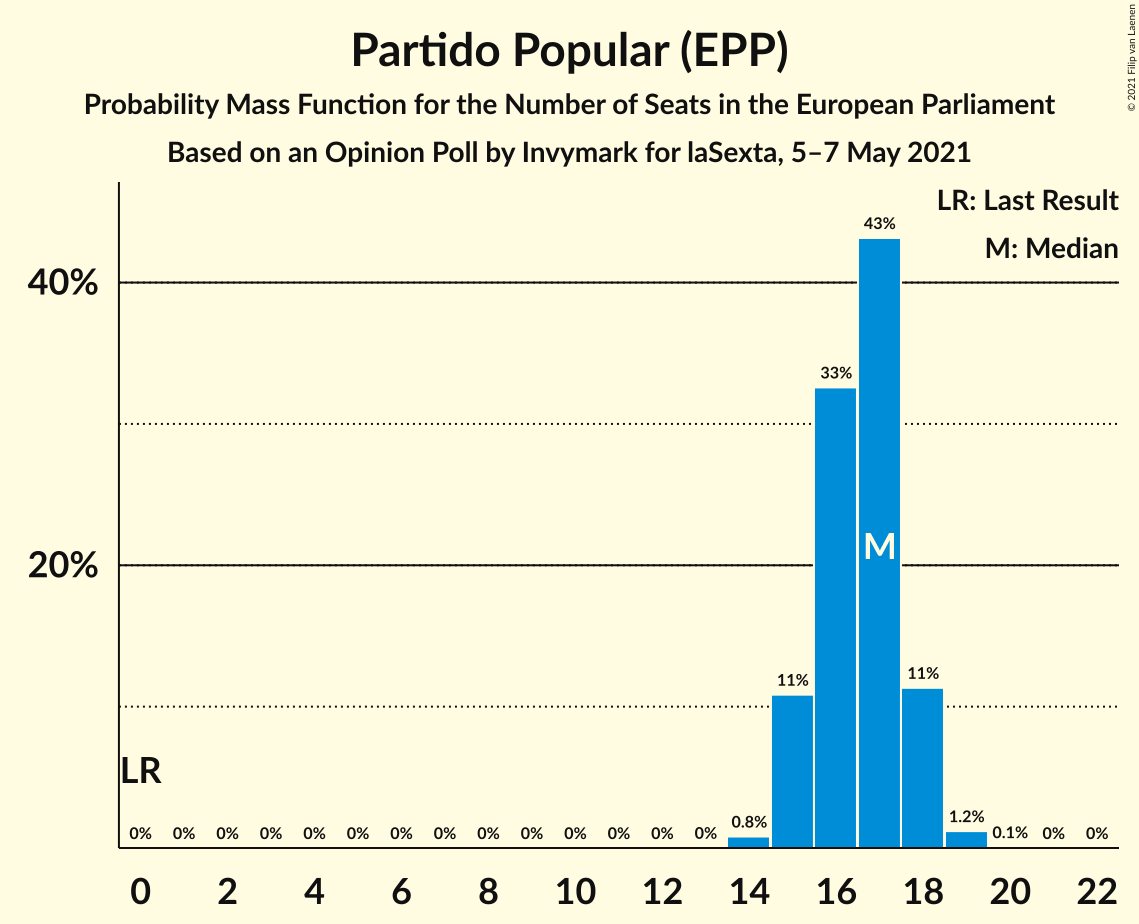 Partido Popular (EPP)
Probability Mass Function for the Number of Seats in the European Parliament
Based on an Opinion Poll by Invymark for laSexta, 5–7 May 2021
© 2021 Filip van Laenen
LR: Last Result
M: Median
40%
20%
LR
0% 0% 0% 0% 0% 0% 0% 0% 0% 0% 0% 0% 0% 0% 0.8% 11% 33% 43% 11% 1.2% 0.1% 0% 0%
M
0 2 4 6 8 10 12 14 16 18 20 22